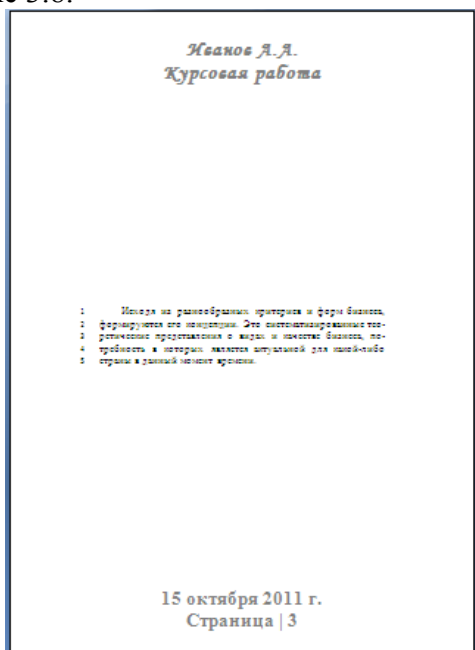 Иванов А.А.
Курсовая работа
1 Исходя из разнообразных критериев и форм бизнеса,
2 формируются его концепции. Это систематизированные тео-
3 ретические представления о видах и качестве бизнеса, по-
4 требность в которых является актуальной для какой-либо
5 страны в данный момент времени.
15 октября 2011 г.
Страница | 3